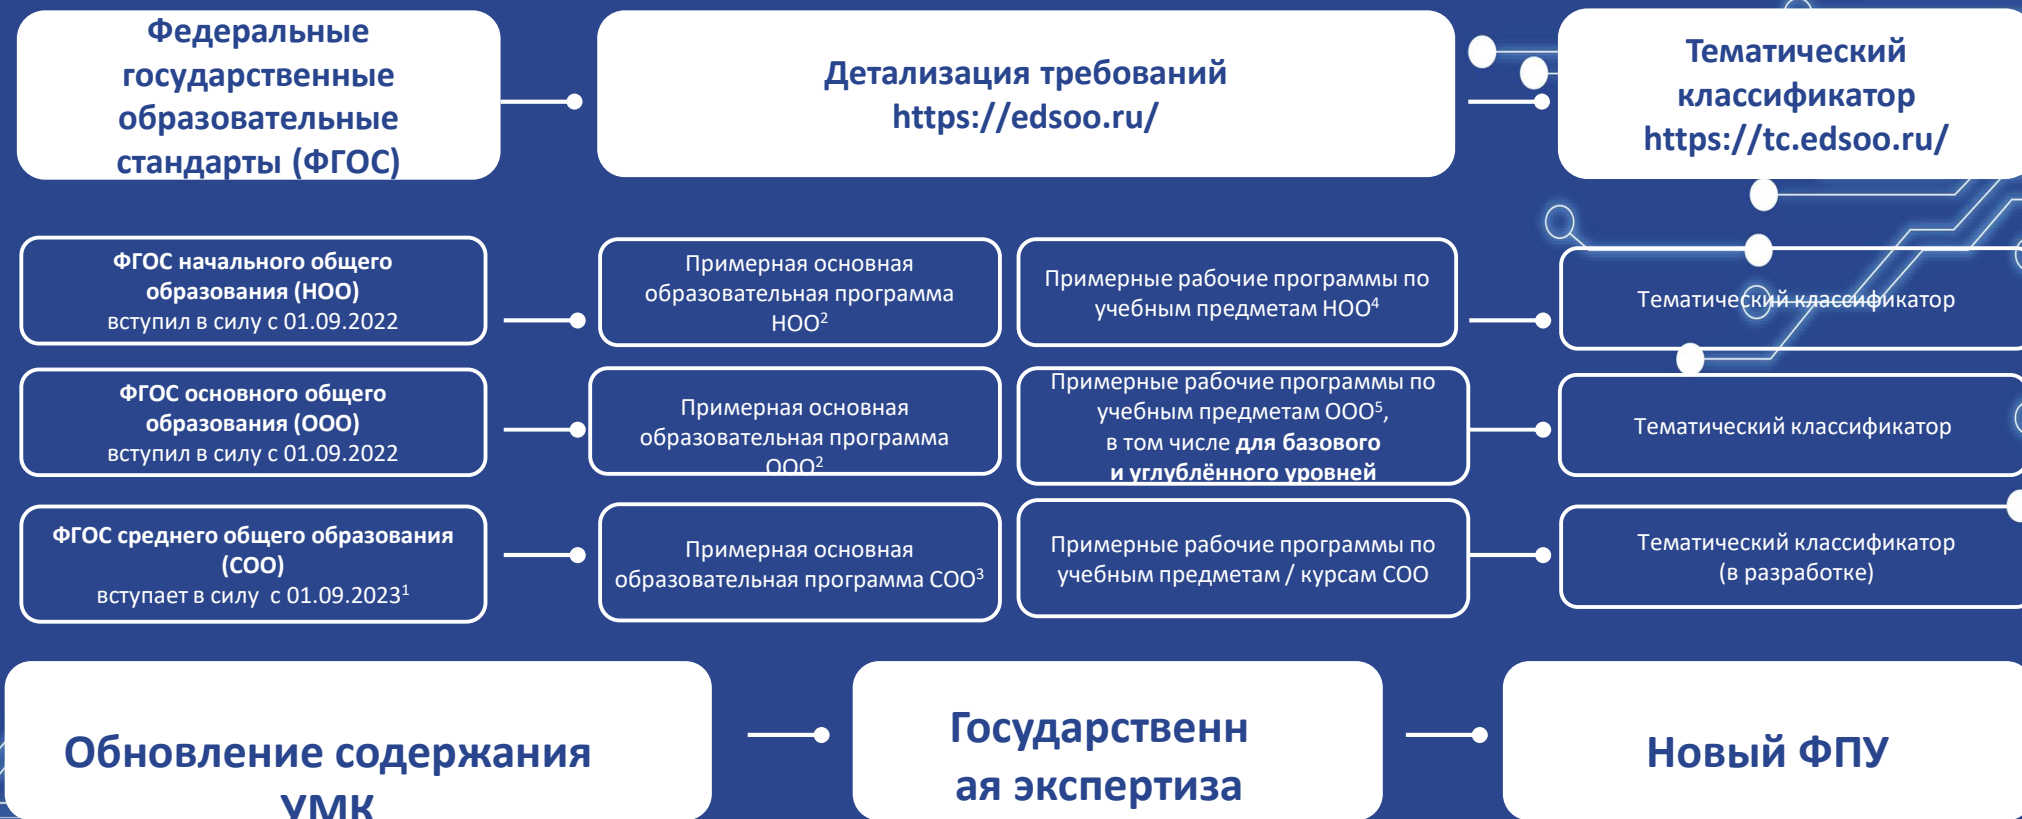 Федеральные
государственные
образовательные
стандарты (ФГОС)
Детализация требований
https://edsoo.ru/
Тематический
классификатор
https://tc.edsoo.ru/
ФГОС начального общего
образования (НОО)
вступил в силу с 01.09.2022
Примерная основная
образовательная программа
НОО²
Примерные рабочие программы по
учебным предметам НОО⁴
Тематический классификатор
ФГОС основного общего
образования (ООО)
вступил в силу с 01.09.2022
Примерная основная
образовательная программа
ООО²
Примерные рабочие программы по
учебным предметам ООО⁵,
в том числе для базового
и углублённого уровней
Тематический классификатор
ФГОС среднего общего образования
(СОО)
вступает в силу с 01.09.2023¹
Примерная основная
образовательная программа СОО³
Примерные рабочие программы по
учебным предметам / курсам СОО
Тематический классификатор
(в разработке)
Обновление содержания
УМК
Государственн
ая экспертиза
Новый ФПУ